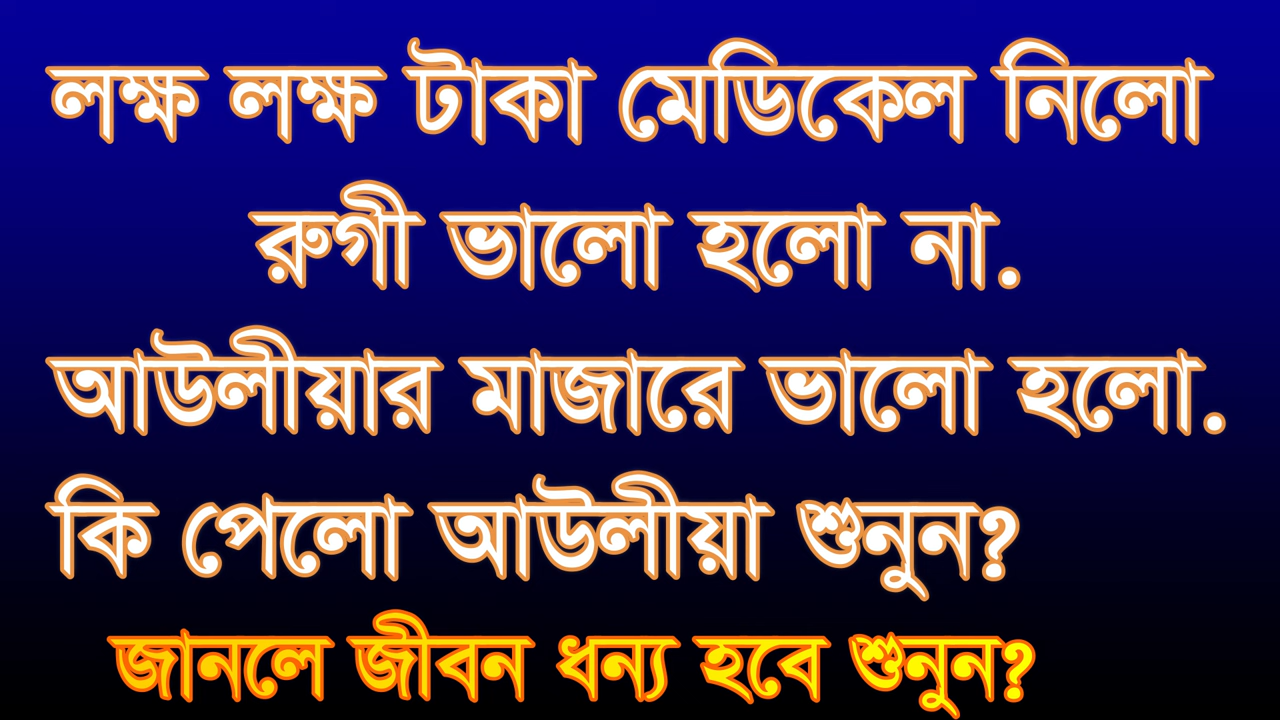 লক্ষ লক্ষ টাকা মেডিকেল নিলো
রুগী ভালো হলো না.
আউলীয়ার মাজারে ভালো হলো.
কি পেলো আউলীয়া শুনুন?
জানলে জীবন ধন্য হবে শুনুন?